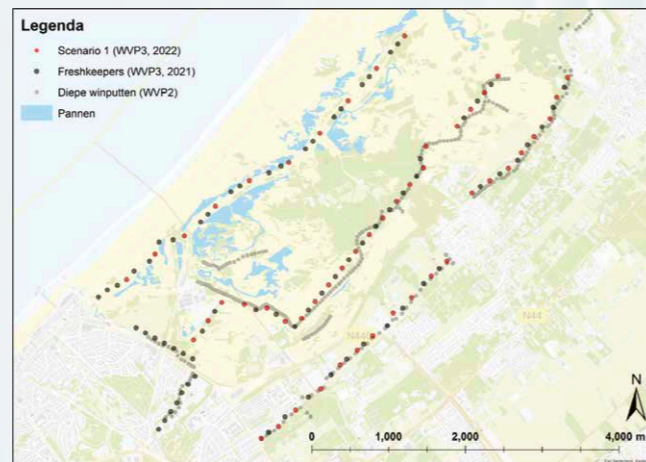 Legenda
Scenario 1 (WVP3, 2022)
Freshkeepers (WVP3, 2021)
Diepe winputten (WVP2)
Pannen
N440
N44
N
0 1,000 2,000 4,000 m